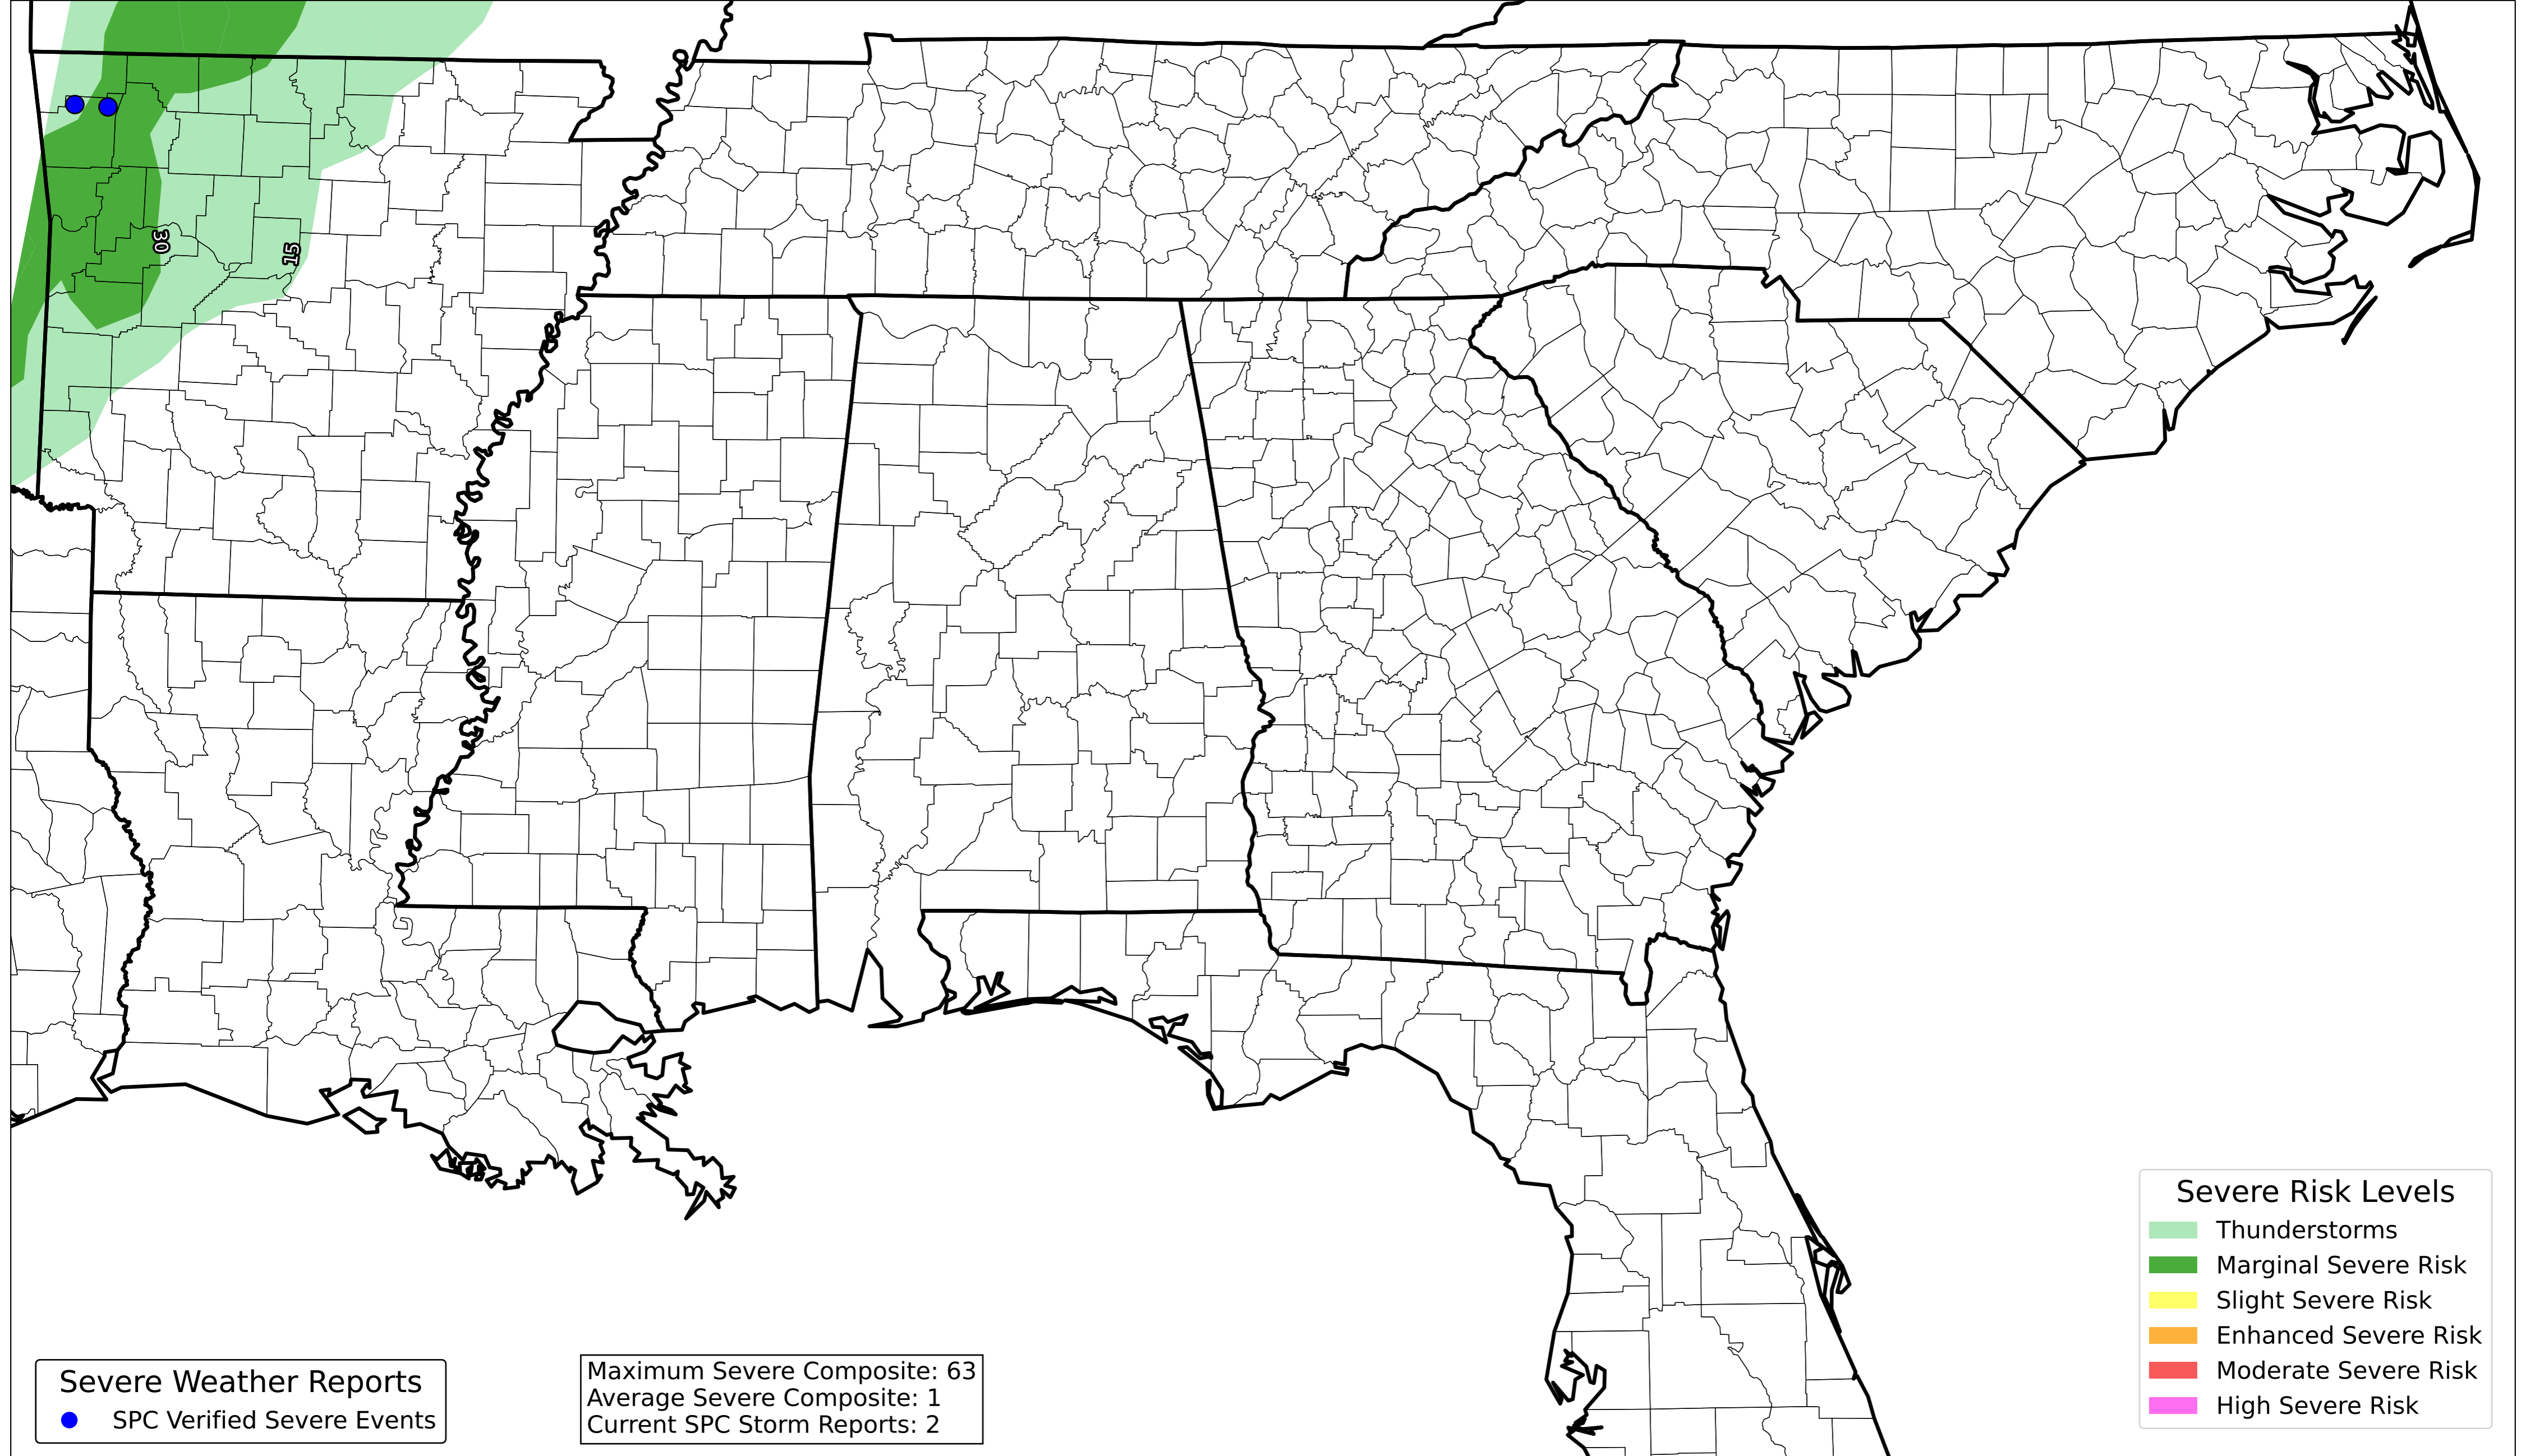 30
15
Severe Weather Reports
SPC Verified Severe Events
Maximum Severe Composite: 63
Average Severe Composite: 1
Current SPC Storm Reports: 2
Severe Risk Levels
Thunderstorms
Marginal Severe Risk
Slight Severe Risk
Enhanced Severe Risk
Moderate Severe Risk
High Severe Risk